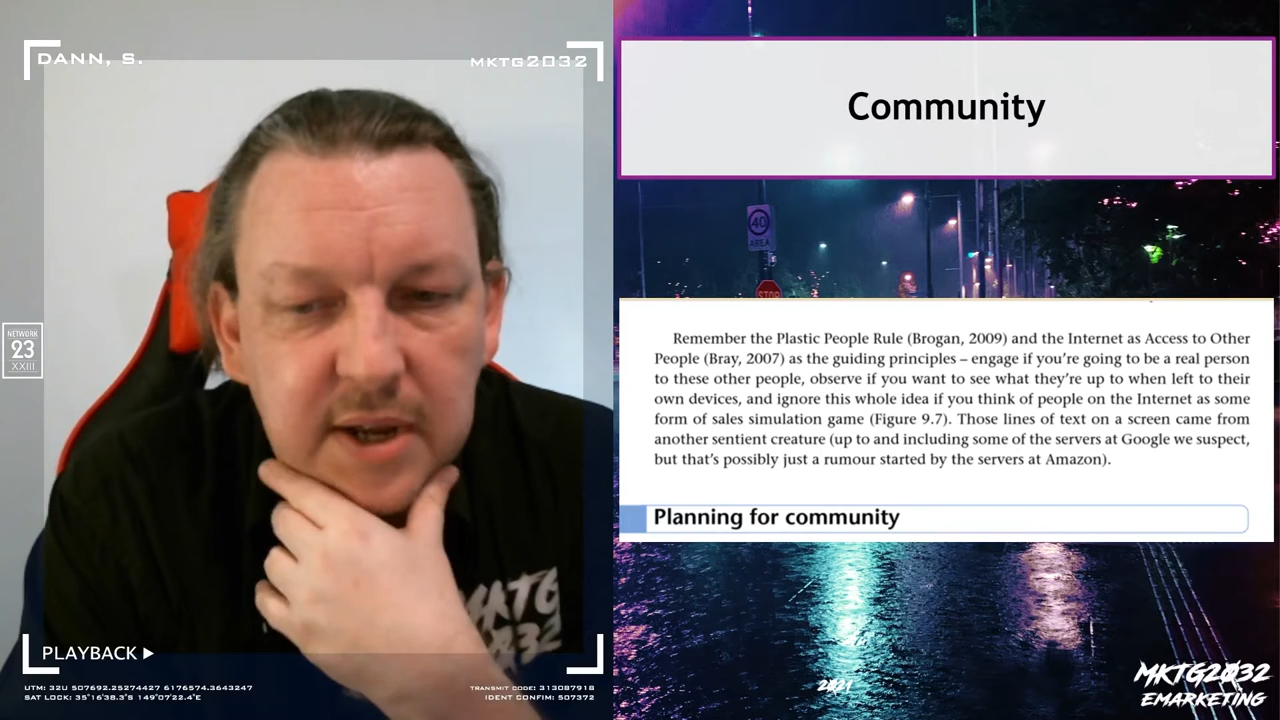 DANN, S.
MKTG2032
NETWORK
23
XXIII
PLAYBACK
UTM: 32U 507692.25274427 6176574.3643247
SAT LOCK: 35°16'38.3"S 149°07'22.4"E
TRANSMIT CODE: 313087918
IDENT CONFIM: 507372
MKTG
2032
Community
40
AREA
STOP
Remember the Plastic People Rule (Brogan, 2009) and the Internet as Access to Other
People (Bray, 2007) as the guiding principles – engage if you're going to be a real person
to these other people, observe if you want to see what they're up to when left to their
own devices, and ignore this whole idea if you think of people on the Internet as some
form of sales simulation game (Figure 9.7). Those lines of text on a screen came from
another sentient creature (up to and including some of the servers at Google we suspect,
but that's possibly just a rumour started by the servers at Amazon).
Planning for community
2021
MKTG2032
EMARKETING